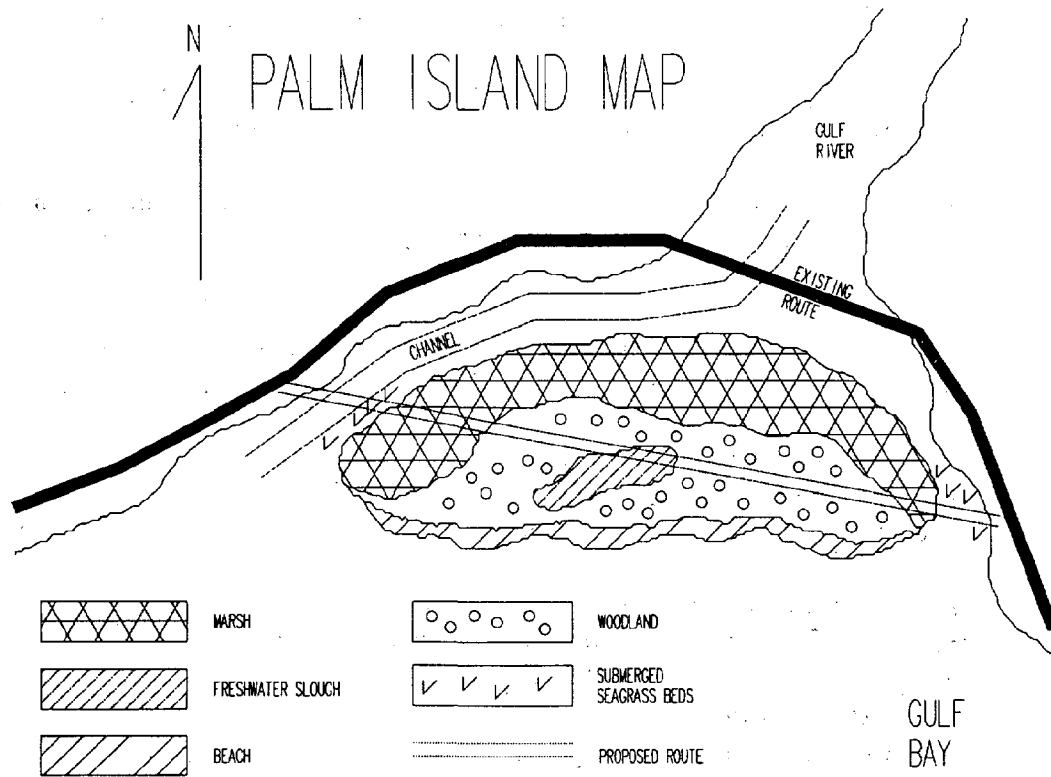 N
PALM ISLAND MAP
GULF
RIVER
EXISTING
ROUTE
CHANNEL
MARSH
WOODLAND
FRESHWATER SLOUGH
SUBMERGED
SEAGRASS BEDS
BEACH
PROPOSED ROUTE
GULF
BAY